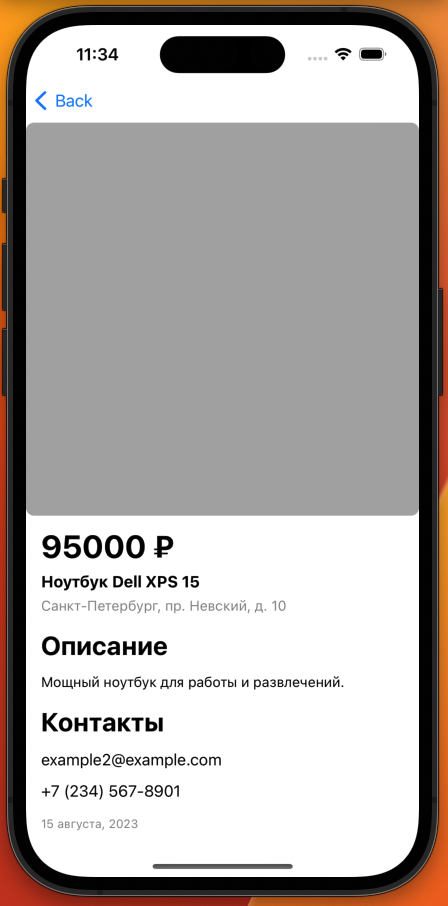 11:34
Back
95000 ₽
Ноутбук Dell XPS 15
Санкт-Петербург, пр. Невский, д. 10
Описание
Мощный ноутбук для работы и развлечений.
Контакты
example2@example.com
+7 (234) 567-8901
15 августа, 2023